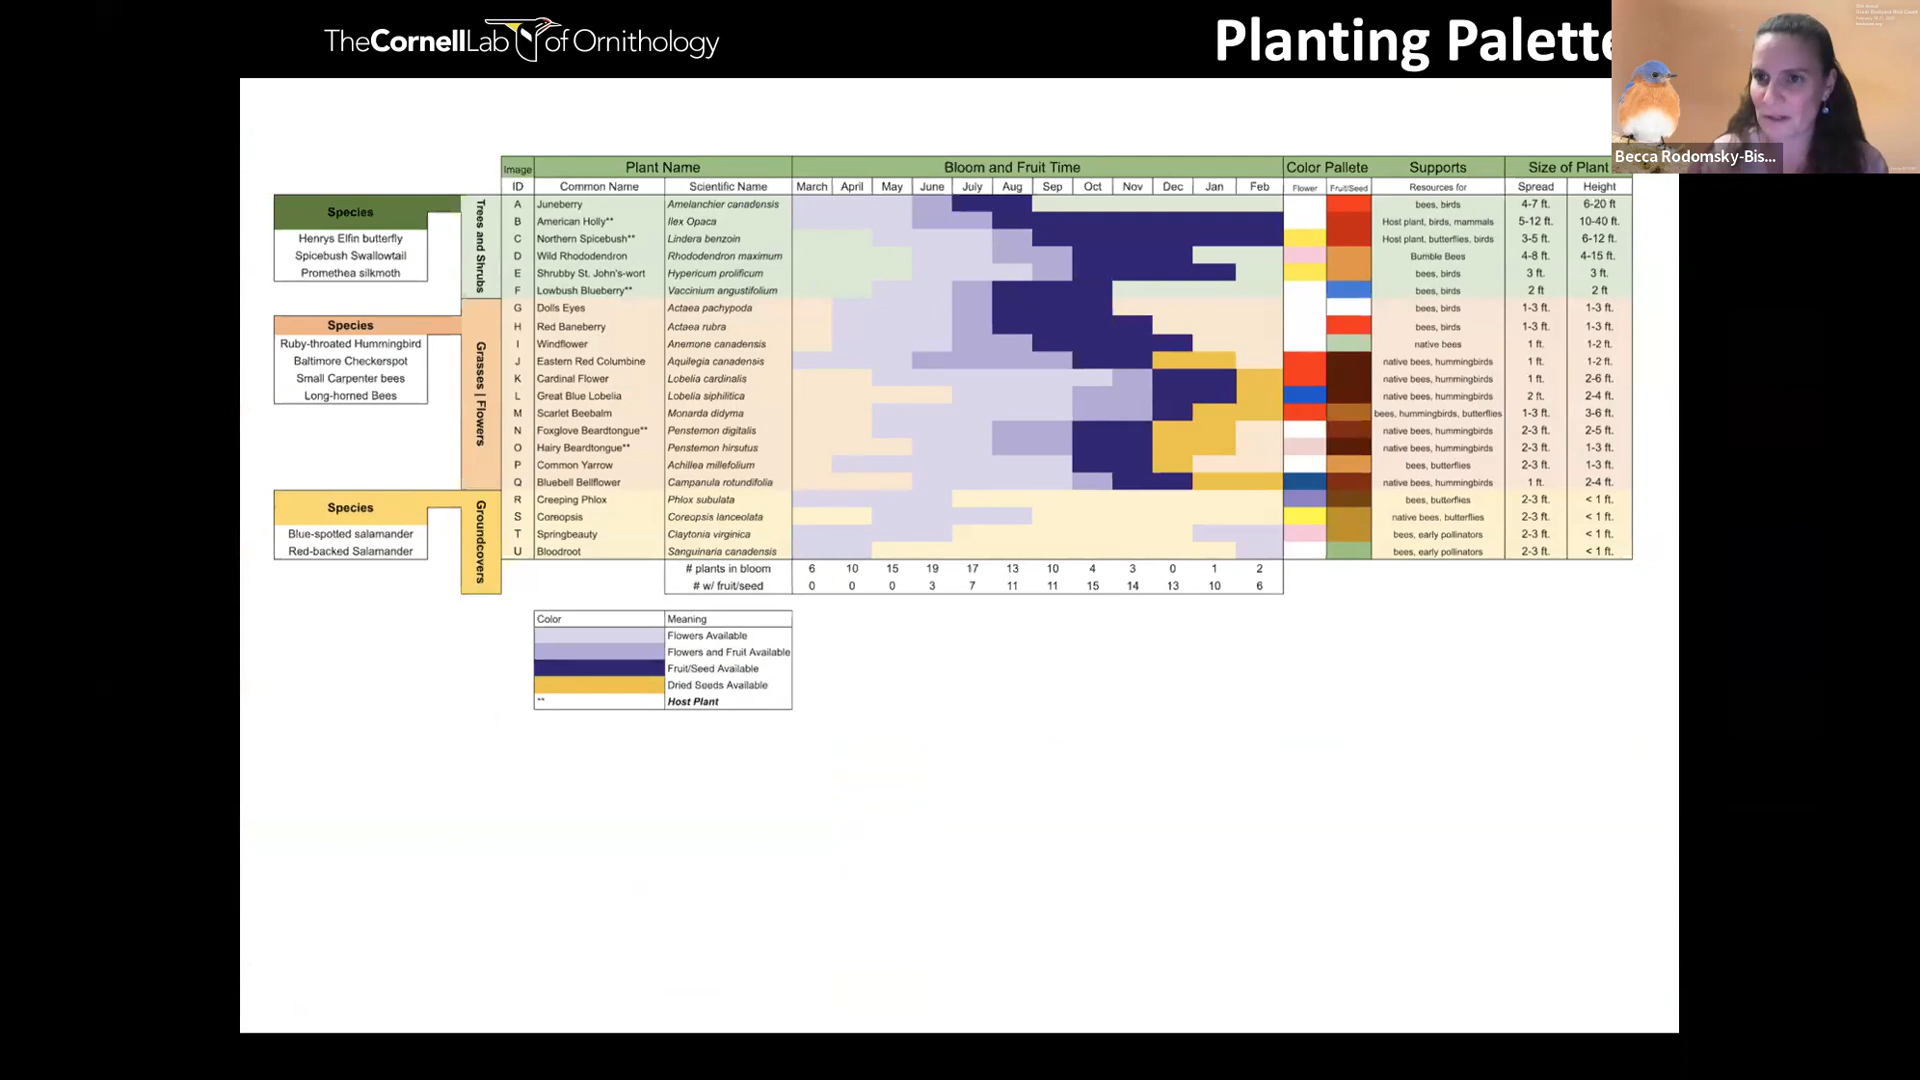 TheCornellLab of Ornithology
Planting Palette
Becca Rodomsky-Bis...
Image Plant Name Bloom and Fruit Time Color Pallete Supports Size of Plant
ID Common Name Scientific Name March April May June July Aug Sep Oct Nov Dec Jan Feb Flower Fruit/Seed Resources for Spread Height
Species
Henrys Elfin butterfly
Spicebush Swallowtail
Promethea silkmoth
Trees and Shrubs
A Juneberry Amelanchier canadensis bees, birds 4-7 ft. 6-20 ft
B American Holly** Ilex Opaca Host plant, birds, mammals 5-12 ft. 10-40 ft.
C Northern Spicebush** Lindera benzoin Host plant, butterflies, birds 3-5 ft. 6-12 ft.
D Wild Rhododendron Rhododendron maximum Bumble Bees 4-8 ft. 4-15 ft.
E Shrubby St. John's-wort Hypericum prolificum bees, birds 3 ft. 3 ft.
F Lowbush Blueberry** Vaccinium angustifolium bees, birds 2 ft 2 ft
Species
Ruby-throated Hummingbird
Baltimore Checkerspot
Small Carpenter bees
Long-horned Bees
Grasses | Flowers
G Dolls Eyes Actaea pachypoda bees, birds 1-3 ft. 1-3 ft.
H Red Baneberry Actaea rubra bees, birds 1-3 ft. 1-3 ft.
I Windflower Anemone canadensis native bees 1 ft. 1-2 ft.
J Eastern Red Columbine Aquilegia canadensis native bees, hummingbirds 1 ft. 1-2 ft.
K Cardinal Flower Lobelia cardinalis native bees, hummingbirds 1 ft. 2-6 ft.
L Great Blue Lobelia Lobelia siphilitica native bees, hummingbirds 2 ft. 2-4 ft.
M Scarlet Beebalm Monarda didyma bees, hummingbirds, butterflies 1-3 ft. 3-6 ft.
N Foxglove Beardtongue** Penstemon digitalis native bees, hummingbirds 2-3 ft. 2-5 ft.
O Hairy Beardtongue** Penstemon hirsutus native bees, hummingbirds 2-3 ft. 1-3 ft.
P Common Yarrow Achillea millefolium bees, butterflies 2-3 ft. 1-3 ft.
Q Bluebell Bellflower Campanula rotundifolia native bees, hummingbirds 1 ft. 2-4 ft.
Species
Blue-spotted salamander
Red-backed Salamander
Groundcovers
R Creeping Phlox Phlox subulata bees, butterflies 2-3 ft. < 1 ft.
S Coreopsis Coreopsis lanceolata native bees, butterflies 2-3 ft. < 1 ft.
T Springbeauty Claytonia virginica bees, early pollinators 2-3 ft. < 1 ft.
U Bloodroot Sanguinaria canadensis bees, early pollinators 2-3 ft. < 1 ft.
# plants in bloom 6 10 15 19 17 13 10 4 3 0 1 2
# w/ fruit/seed 0 0 0 3 7 11 11 15 14 13 10 6
Color Meaning
Flowers Available
Flowers and Fruit Available
Fruit/Seed Available
Dried Seeds Available
** Host Plant